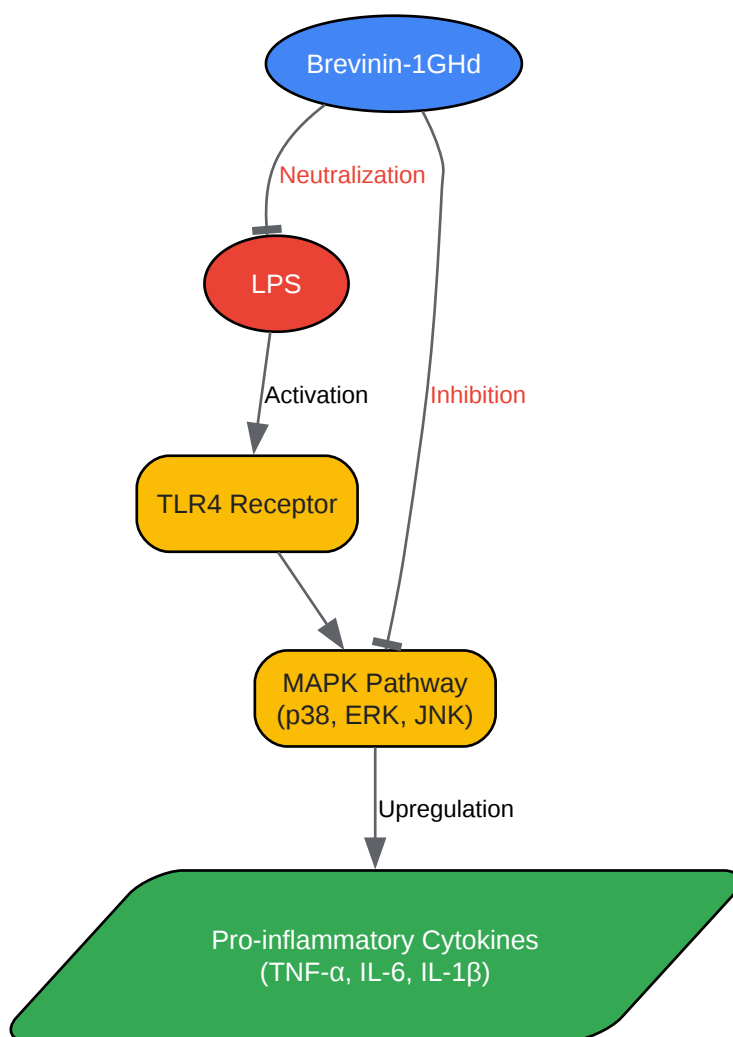 Brevinin-1GHd
Neutralization
LPS
Activation
Inhibition
TLR4 Receptor
MAPK Pathway
(p38, ERK, JNK)
Upregulation
Pro-inflammatory Cytokines
(TNF-α, IL-6, IL-1β)